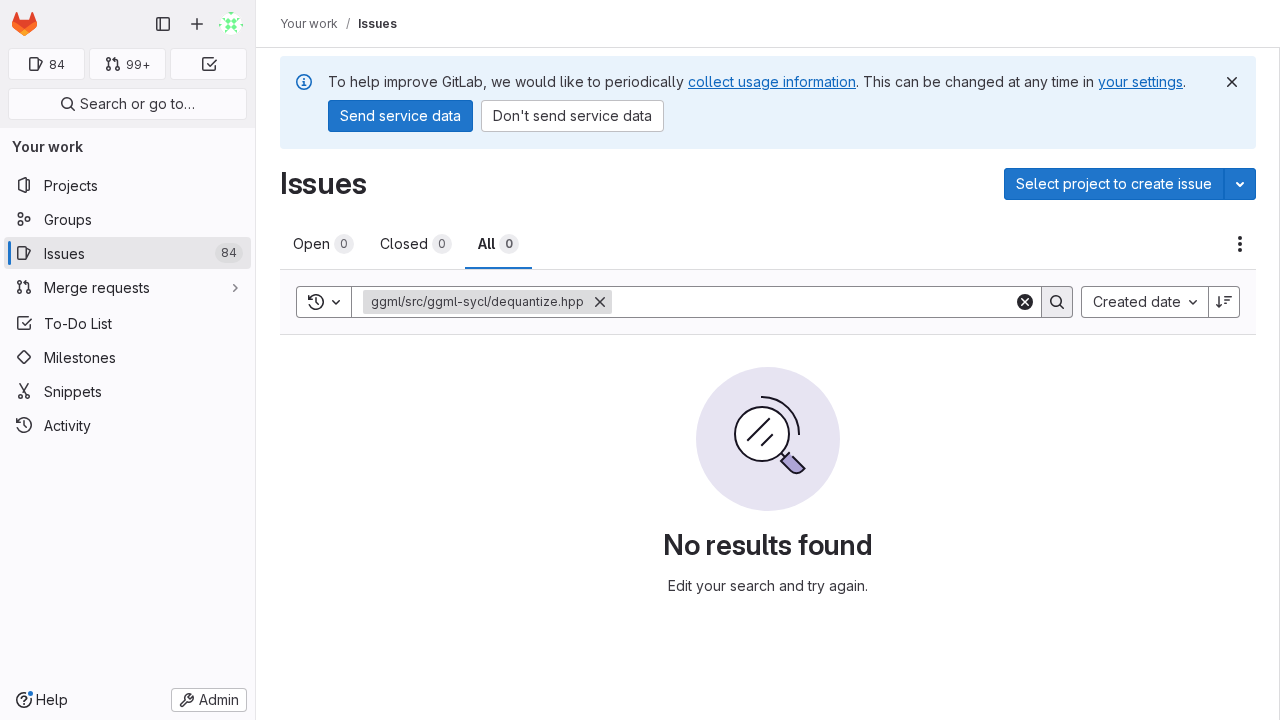 84
99+
Search or go to…
Your work
Projects
Groups
Issues
84
Merge requests
To-Do List
Milestones
Snippets
Activity
Help
Admin
Your work / Issues
To help improve GitLab, we would like to periodically collect usage information. This can be changed at any time in your settings.
Send service data
Don't send service data
Issues
Select project to create issue
Open 0
Closed 0
All 0
ggml/src/ggml-sycl/dequantize.hpp
Created date
No results found
Edit your search and try again.